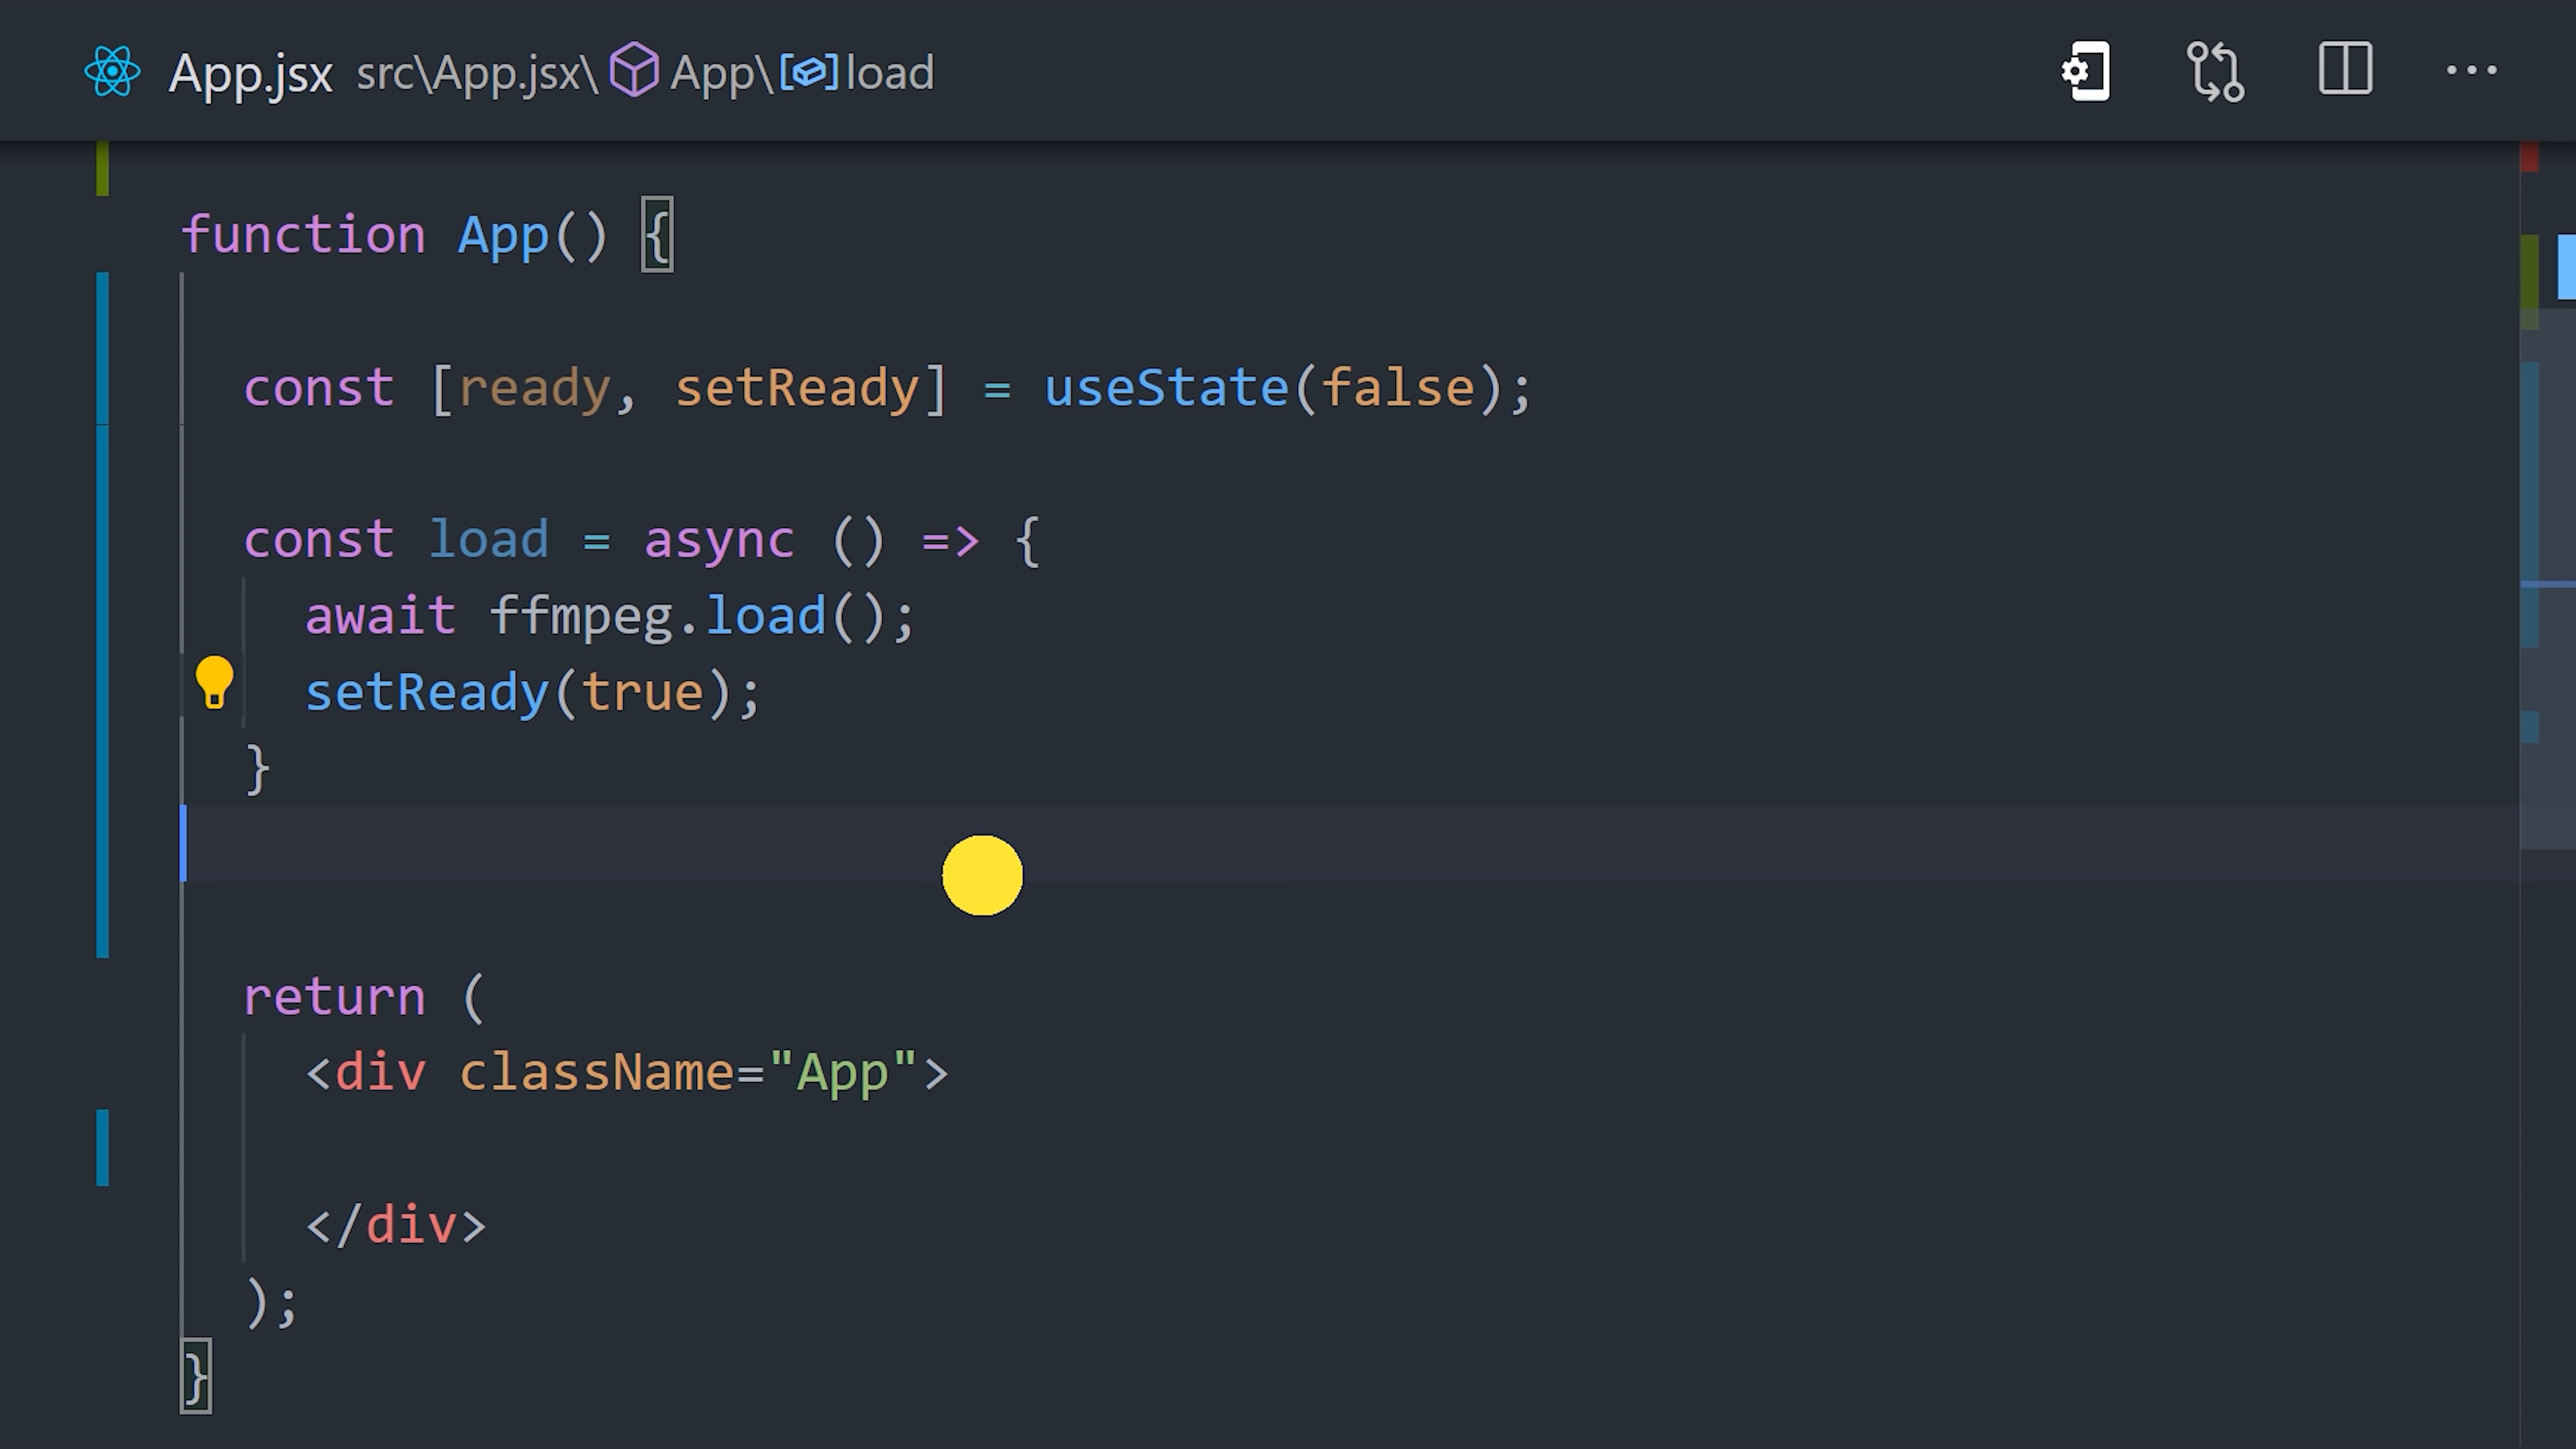 App.jsx src\App.jsx\ App\ load
function App() {
const [ready, setReady] = useState(false);
const load = async () => {
await ffmpeg.load();
setReady(true);
}
return (
<div className="App">
</div>
);
}